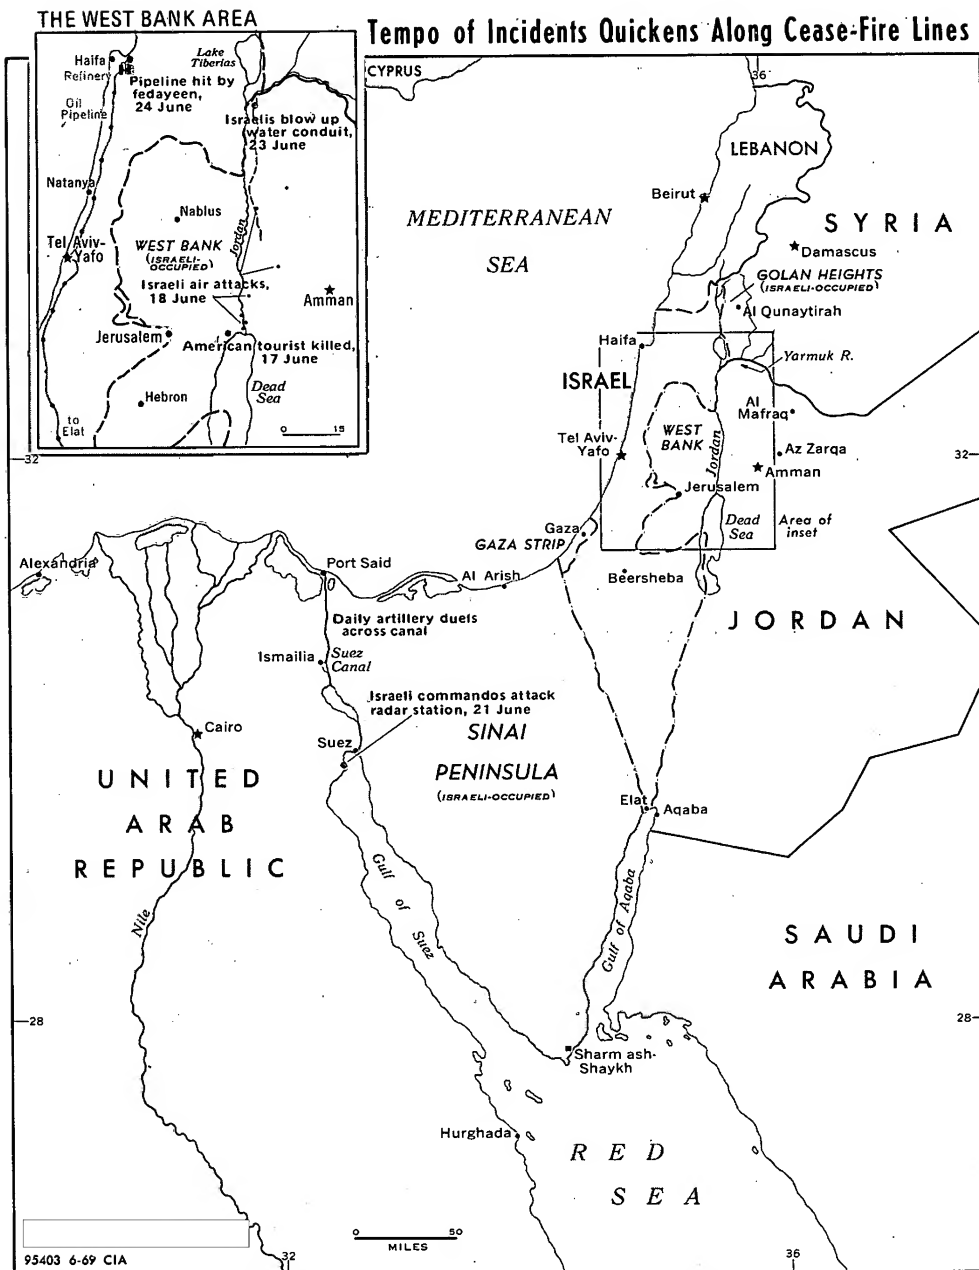 THE WEST BANK AREA
Tempo of Incidents Quickens Along Cease-Fire Lines
Haifa
Refinery
Pipeline hit by
fedayeen,
24 June
Oil
Pipeline
Lake
Tiberias
Israelis blow up
water conduit,
23 June
Natanya
Nablus
Jordan
Tel Aviv-
Yafo
WEST BANK
(ISRAELI-
OCCUPIED)
Israeli air attacks,
18 June
Amman
Jerusalem
American tourist killed,
17 June
Hebron
Dead
Sea
to
Elat
0 15
CYPRUS
36
LEBANON
Beirut
MEDITERRANEAN
SEA
SYRIA
Damascus
GOLAN HEIGHTS
(ISRAELI-OCCUPIED)
Al Qunaytirah
Haifa
Yarmuk R.
ISRAEL
Al
Mafraq
WEST
BANK
Jordan
Tel Aviv-
Yafo
Az Zarqa
Amman
32
32
Jerusalem
Dead
Sea
Area of
inset
Gaza
GAZA STRIP
Alexandria
Port Said
Al Arish
Beersheba
Daily artillery duels
across canal
JORDAN
Ismailia
Suez
Canal
Israeli commandos attack
radar station, 21 June
Cairo
Suez
SINAI
PENINSULA
(ISRAELI-OCCUPIED)
UNITED
ARAB
REPUBLIC
Elat
Aqaba
Gulf of Suez
Gulf of Aqaba
Nile
SAUDI
ARABIA
28
28
Sharm ash-
Shaykh
Hurghada
RED
SEA
0 50
MILES
95403 6-69 CIA
32
36